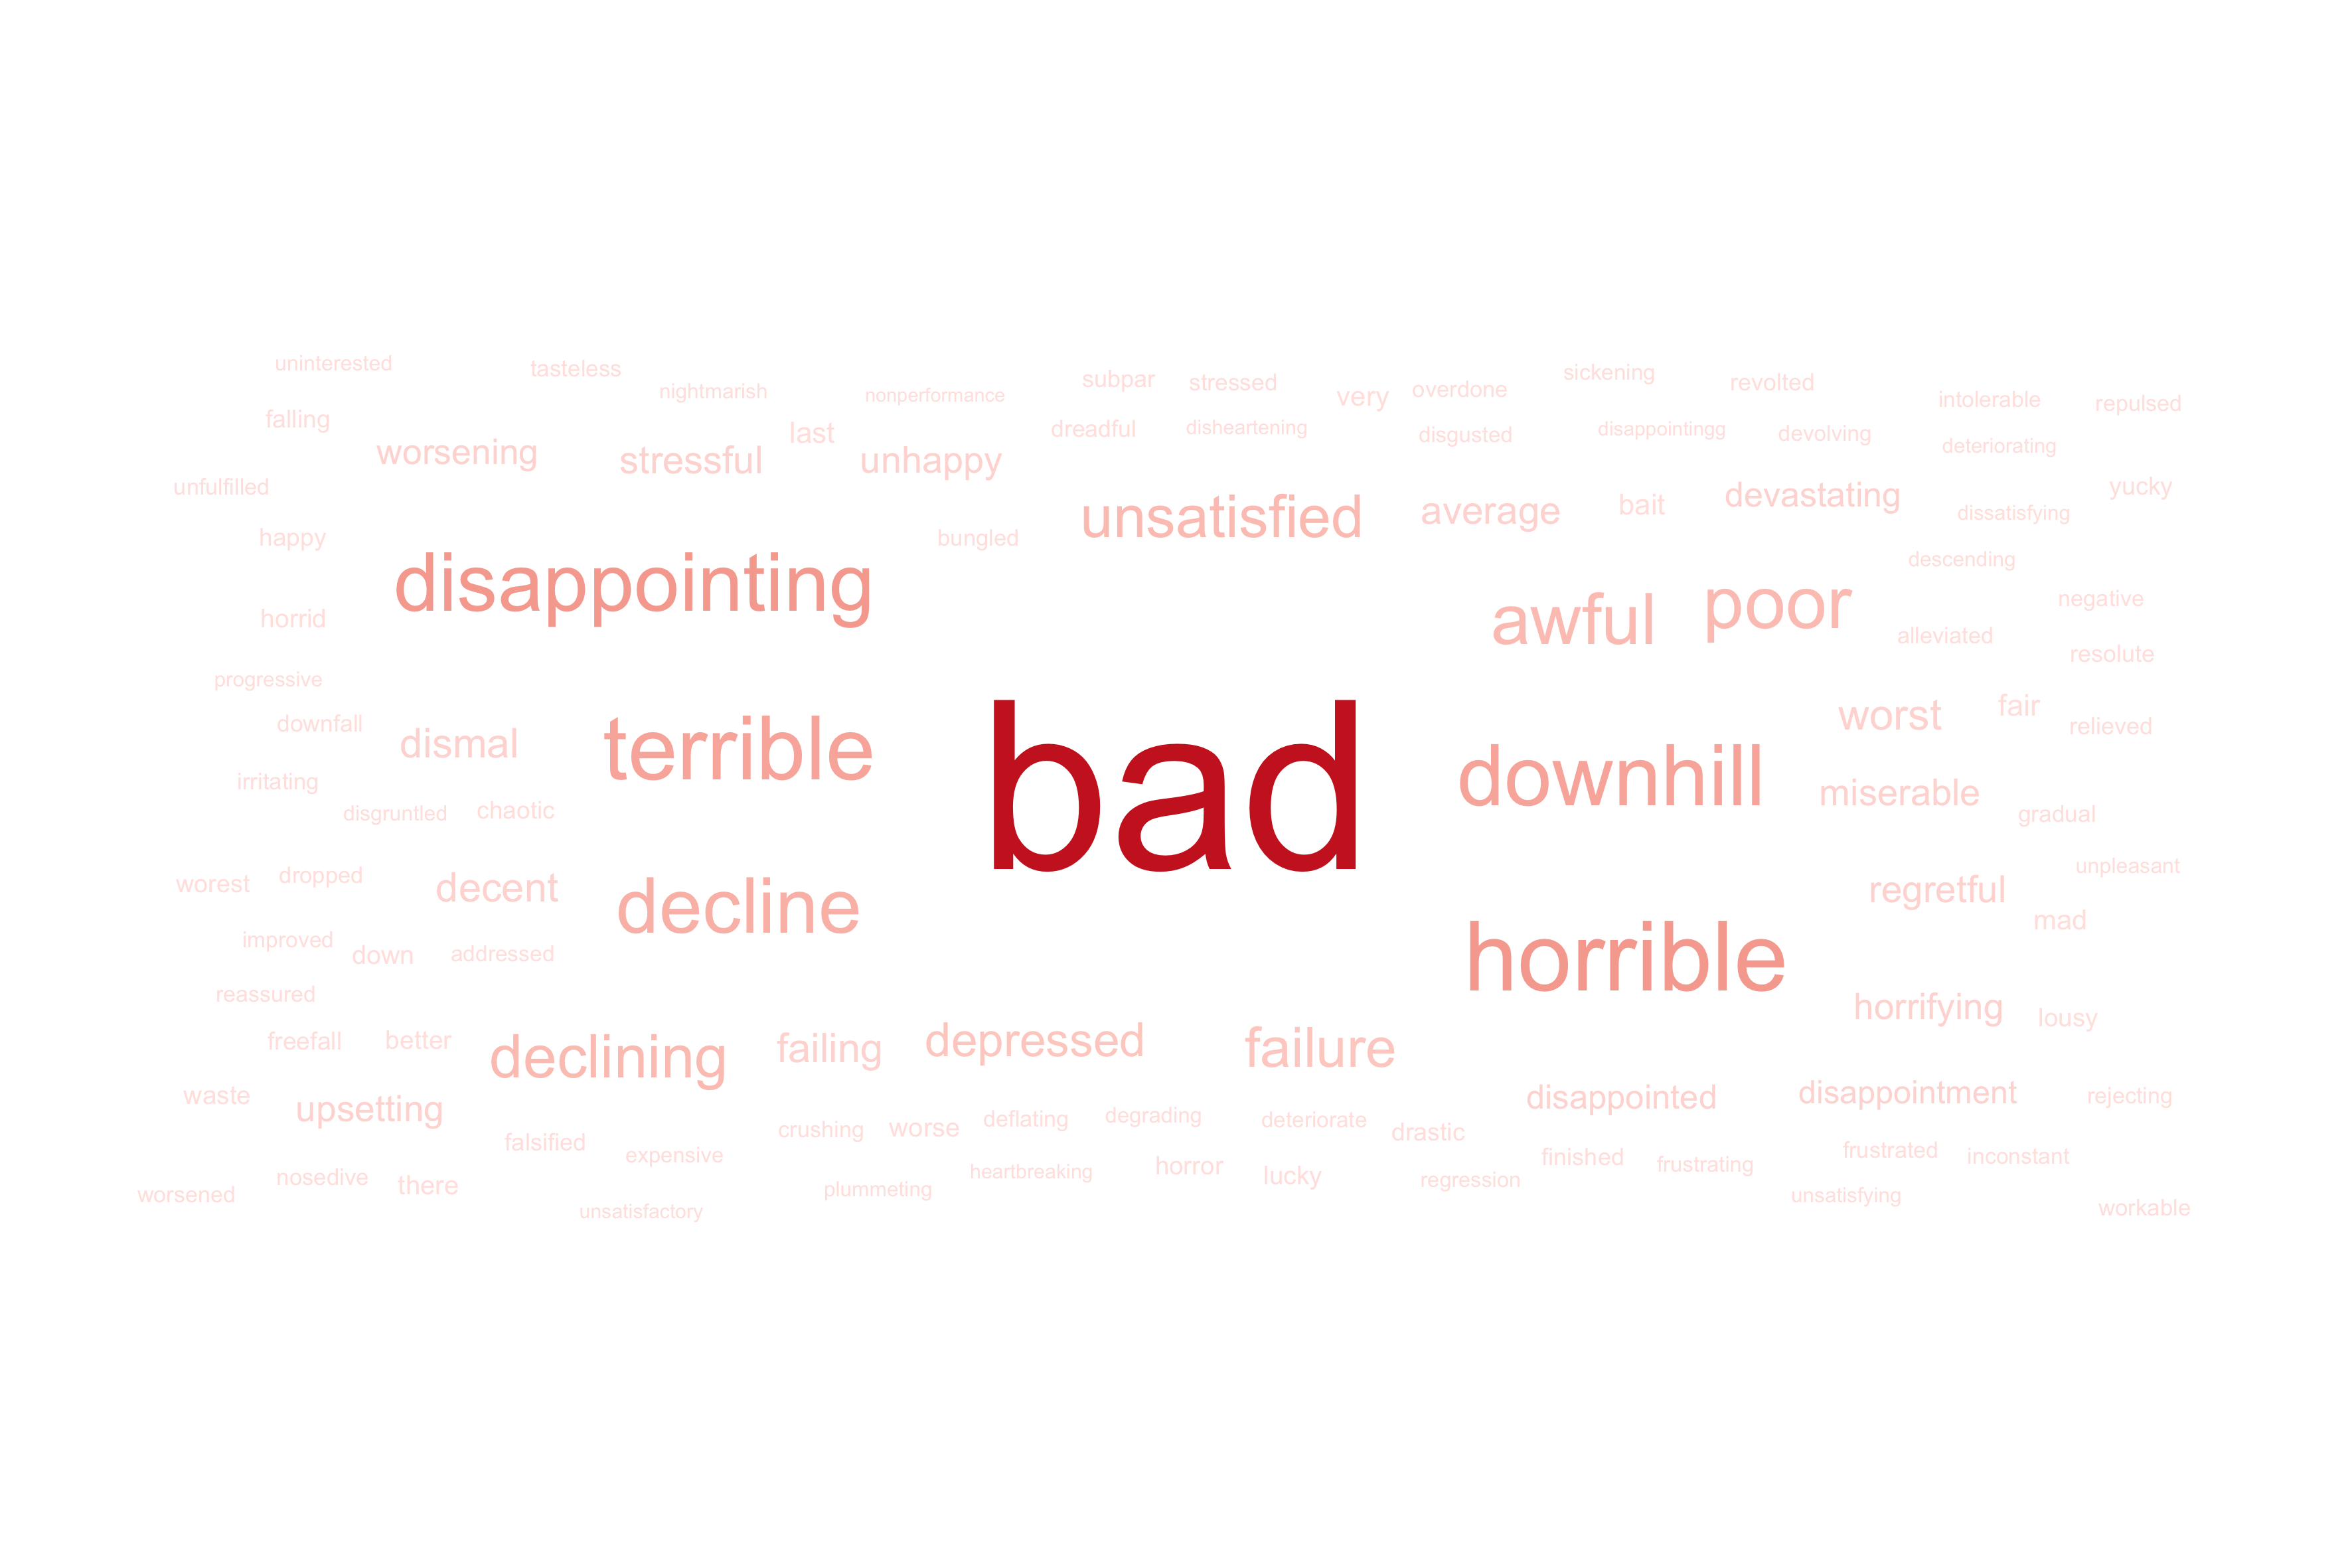 uninterested
tasteless
sickening
subpar
stressed
revolted
overdone
nightmarish
nonperformance
very
intolerable
repulsed
falling
last
dreadful
disheartening
disgusted
disappointingg
devolving
worsening
stressful
unhappy
deteriorating
unfulfilled
yucky
devastating
bait
average
unsatisfied
dissatisfying
happy
bungled
descending
disappointing
negative
poor
horrid
awful
alleviated
resolute
progressive
fair
worst
downfall
relieved
dismal
terrible
bad
downhill
irritating
miserable
disgruntled
chaotic
gradual
unpleasant
worest
dropped
decent
decline
regretful
mad
improved
down
addressed
horrible
reassured
horrifying
lousy
freefall
better
declining
failing
depressed
failure
waste
upsetting
disappointed
disappointment
rejecting
crushing
worse
deflating
degrading
deteriorate
drastic
falsified
expensive
finished
frustrating
frustrated
inconstant
worsened
nosedive
there
plummeting
heartbreaking
horror
lucky
regression
unsatisfying
unsatisfactory
workable